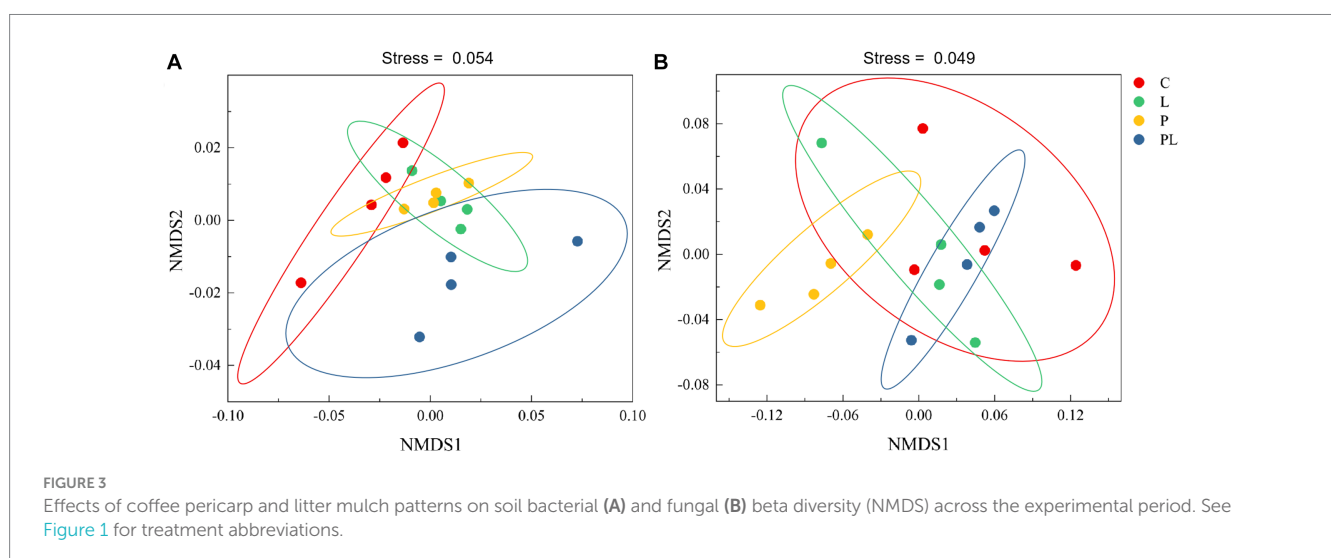 Stress = 0.054
A
0.02
0.00
-0.02
-0.04
NMDS2
-0.10
-0.05
0.00
0.05
0.10
NMDS1
Stress = 0.049
B
0.08
0.04
0.00
-0.04
-0.08
NMDS2
-0.12
-0.06
0.00
0.06
0.12
NMDS1
C
L
P
PL
FIGURE 3
Effects of coffee pericarp and litter mulch patterns on soil bacterial (A) and fungal (B) beta diversity (NMDS) across the experimental period. See
Figure 1 for treatment abbreviations.